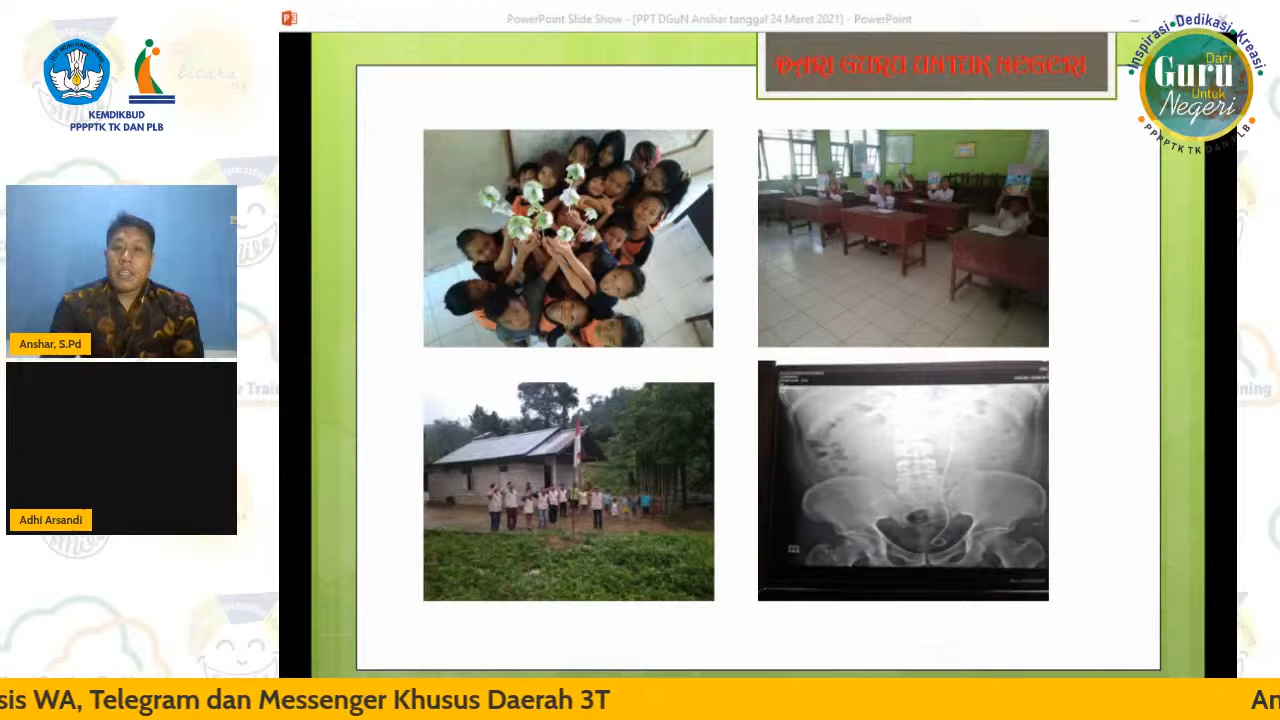 PowerPoint Slide Show - [PPT DGuN Anshar tanggal 24 Maret 2021] - PowerPoint
DARI GURU UNTUK NEGERI
KEMDIKBUD
PPPPTK TK DAN PLB
Inspirasi•Dedikasi•Kreasi
Dari
Guru
Untuk
Negeri
PPPPTK TK DAN PLB
Anshar, S.Pd
Adhi Arsandi
sis WA, Telegram dan Messenger Khusus Daerah 3T
An